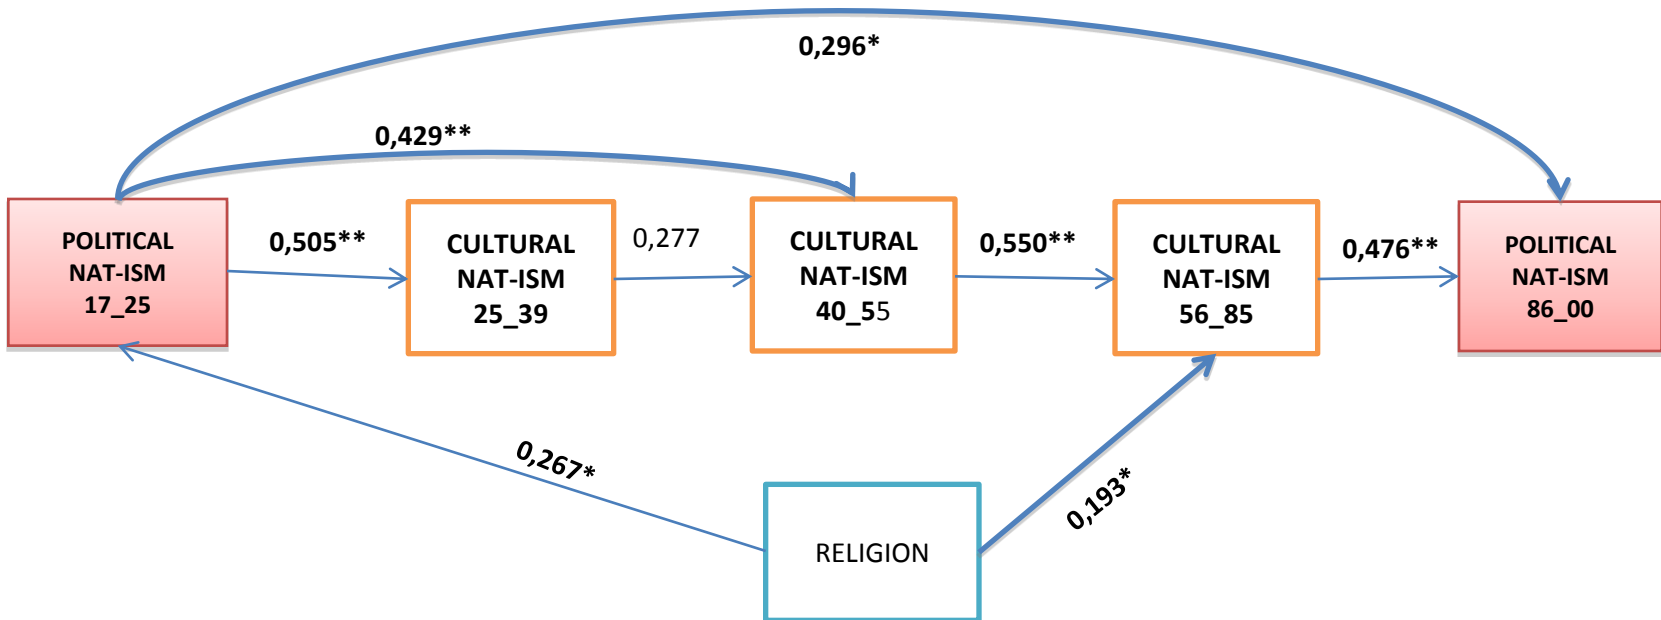 0,296*
0,429**
POLITICAL
NAT-ISM
17_25
0,505**
CULTURAL
NAT-ISM
25_39
0,277
CULTURAL
NAT-ISM
40_55
0,550**
CULTURAL
NAT-ISM
56_85
0,476**
POLITICAL
NAT-ISM
86_00
0,267*
0,193*
RELIGION